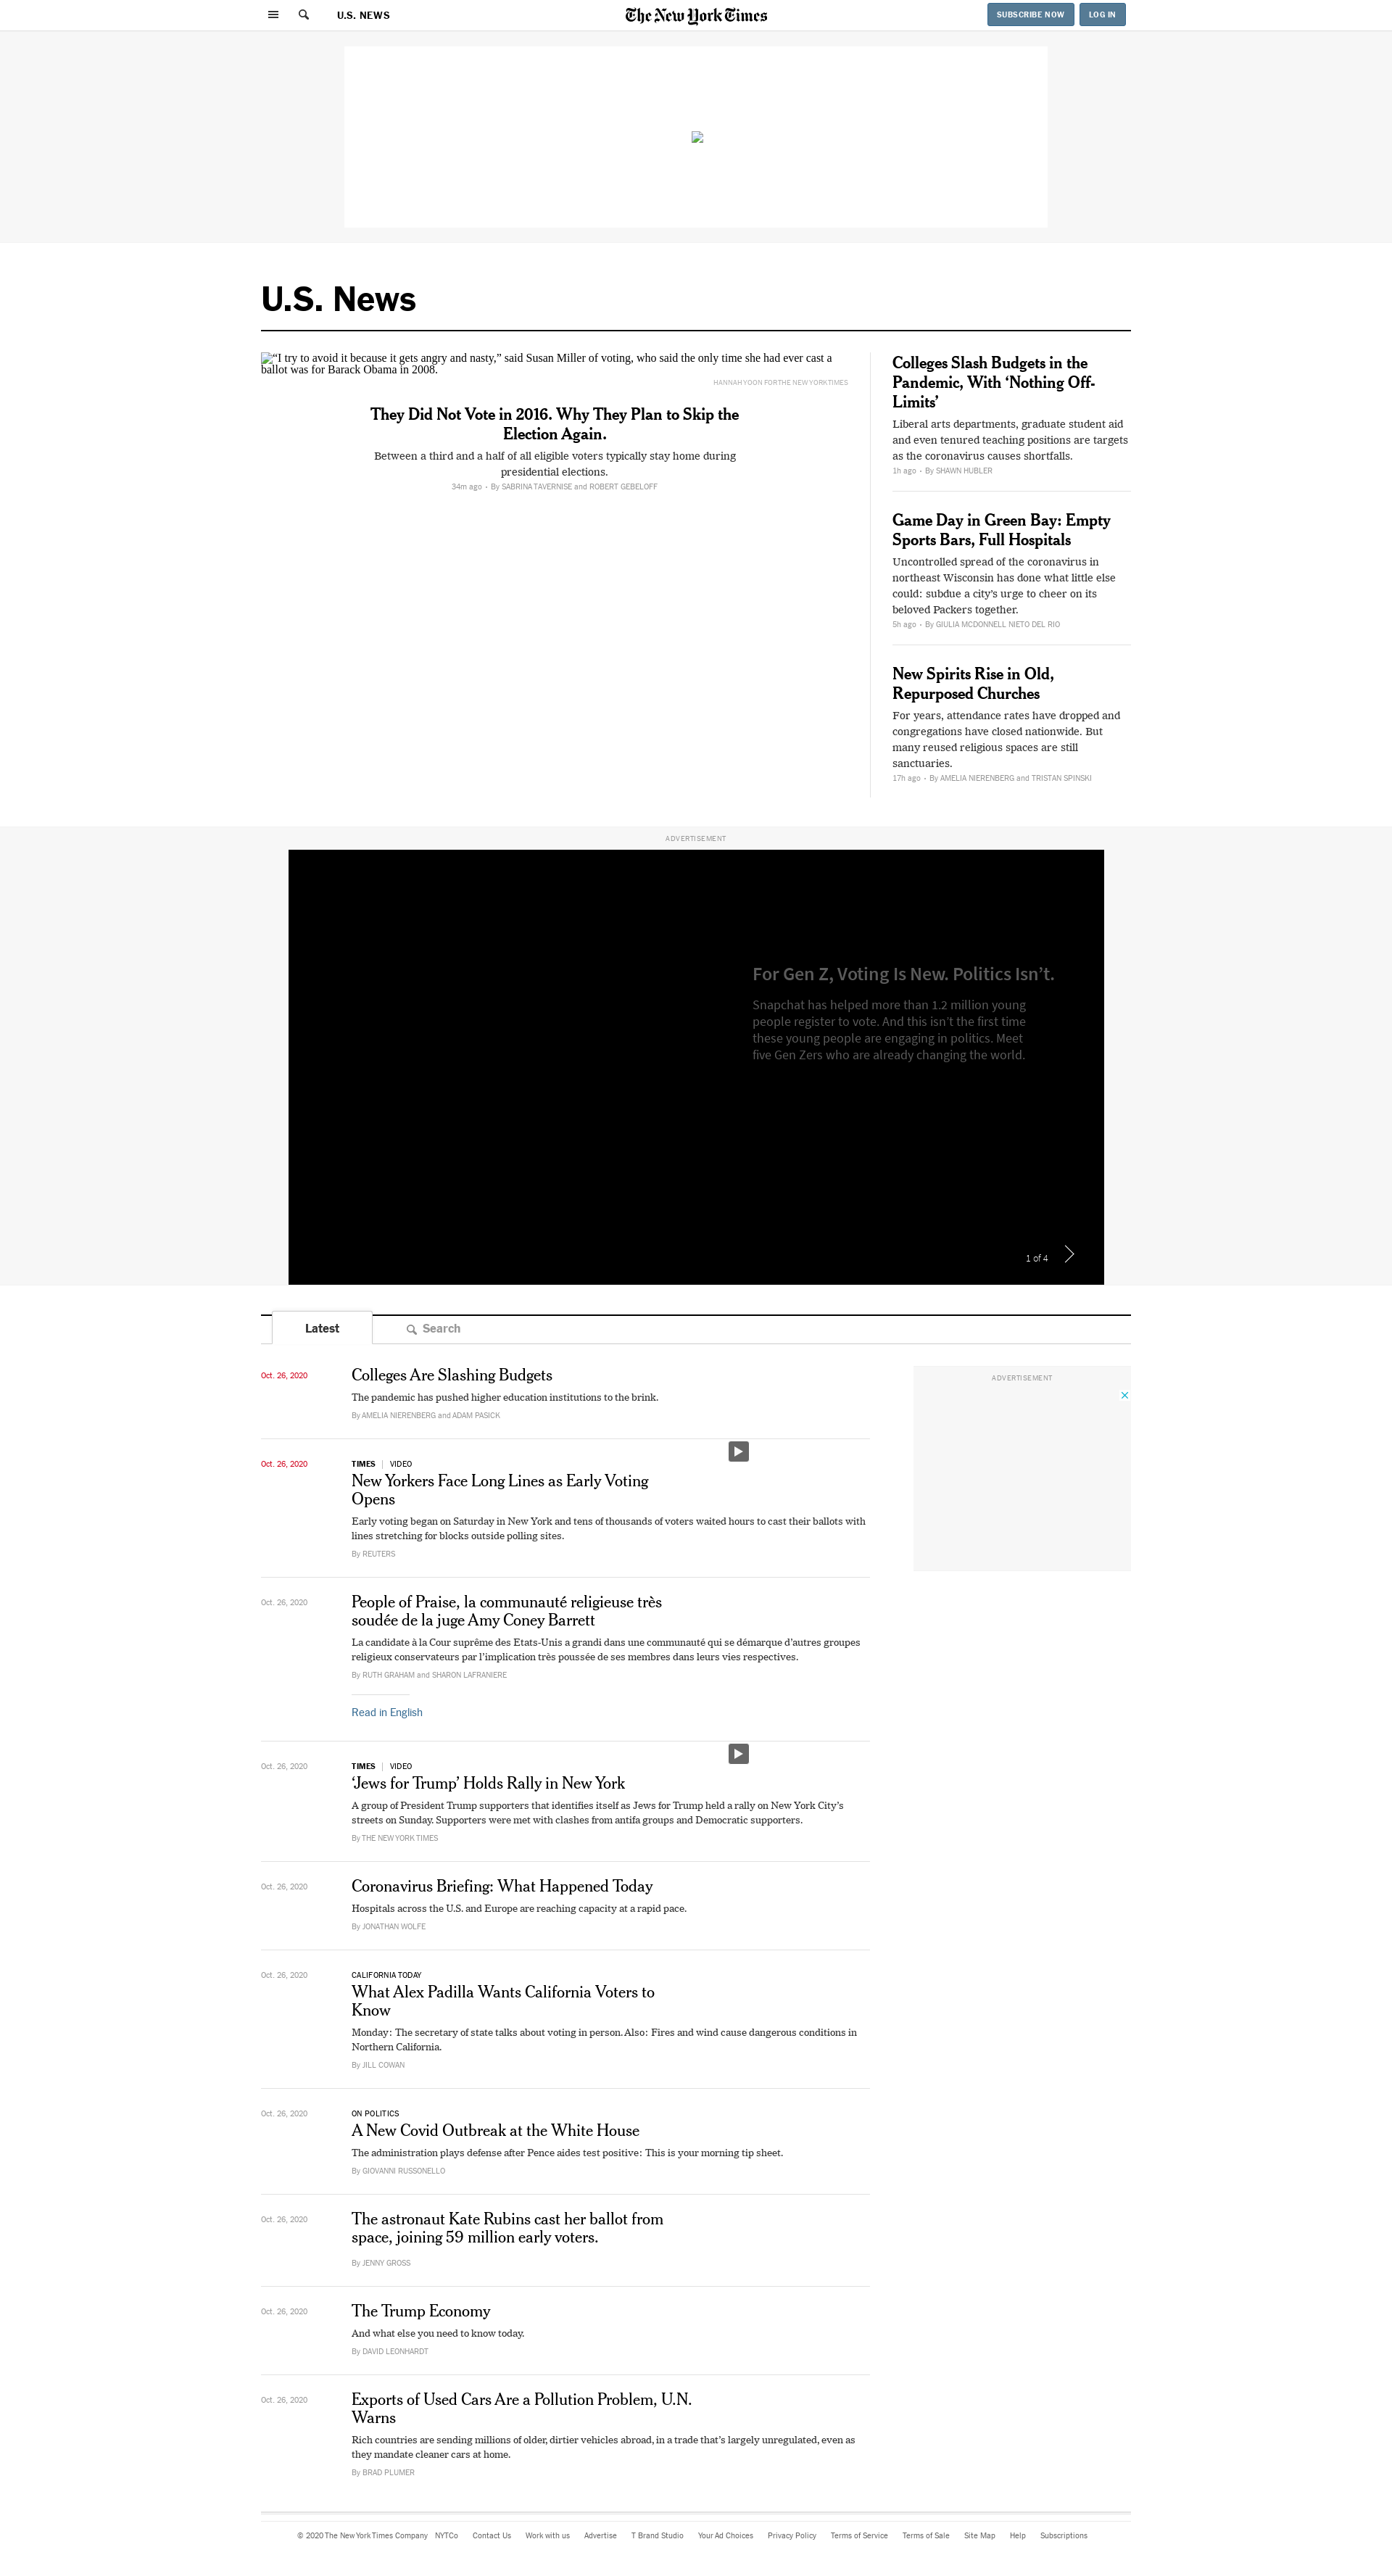 U.S. NEWS
The New York Times
SUBSCRIBE NOW
LOG IN
U.S. News
“I try to avoid it because it gets angry and nasty,” said Susan Miller of voting, who said the only time she had ever cast a
ballot was for Barack Obama in 2008.
HANNAH YOON FOR THE NEW YORK TIMES
They Did Not Vote in 2016. Why They Plan to Skip the
Election Again.
Between a third and a half of all eligible voters typically stay home during
presidential elections.
34m ago • By SABRINA TAVERNISE and ROBERT GEBELOFF
Colleges Slash Budgets in the
Pandemic, With ‘Nothing Off-
Limits’
Liberal arts departments, graduate student aid
and even tenured teaching positions are targets
as the coronavirus causes shortfalls.
1h ago • By SHAWN HUBLER
Game Day in Green Bay: Empty
Sports Bars, Full Hospitals
Uncontrolled spread of the coronavirus in
northeast Wisconsin has done what little else
could: subdue a city’s urge to cheer on its
beloved Packers together.
5h ago • By GIULIA MCDONNELL NIETO DEL RIO
New Spirits Rise in Old,
Repurposed Churches
For years, attendance rates have dropped and
congregations have closed nationwide. But
many reused religious spaces are still
sanctuaries.
17h ago • By AMELIA NIERENBERG and TRISTAN SPINSKI
ADVERTISEMENT
For Gen Z, Voting Is New. Politics Isn’t.
Snapchat has helped more than 1.2 million young
people register to vote. And this isn’t the first time
these young people are engaging in politics. Meet
five Gen Zers who are already changing the world.
1 of 4
Latest
Search
ADVERTISEMENT
Oct. 26, 2020
Colleges Are Slashing Budgets
The pandemic has pushed higher education institutions to the brink.
By AMELIA NIERENBERG and ADAM PASICK
Oct. 26, 2020
TIMES | VIDEO
New Yorkers Face Long Lines as Early Voting
Opens
Early voting began on Saturday in New York and tens of thousands of voters waited hours to cast their ballots with
lines stretching for blocks outside polling sites.
By REUTERS
Oct. 26, 2020
People of Praise, la communauté religieuse très
soudée de la juge Amy Coney Barrett
La candidate à la Cour suprême des Etats-Unis a grandi dans une communauté qui se démarque d’autres groupes
religieux conservateurs par l’implication très poussée de ses membres dans leurs vies respectives.
By RUTH GRAHAM and SHARON LAFRANIERE
Read in English
Oct. 26, 2020
TIMES | VIDEO
‘Jews for Trump’ Holds Rally in New York
A group of President Trump supporters that identifies itself as Jews for Trump held a rally on New York City’s
streets on Sunday. Supporters were met with clashes from antifa groups and Democratic supporters.
By THE NEW YORK TIMES
Oct. 26, 2020
Coronavirus Briefing: What Happened Today
Hospitals across the U.S. and Europe are reaching capacity at a rapid pace.
By JONATHAN WOLFE
Oct. 26, 2020
CALIFORNIA TODAY
What Alex Padilla Wants California Voters to
Know
Monday: The secretary of state talks about voting in person. Also: Fires and wind cause dangerous conditions in
Northern California.
By JILL COWAN
Oct. 26, 2020
ON POLITICS
A New Covid Outbreak at the White House
The administration plays defense after Pence aides test positive: This is your morning tip sheet.
By GIOVANNI RUSSONELLO
Oct. 26, 2020
The astronaut Kate Rubins cast her ballot from
space, joining 59 million early voters.
By JENNY GROSS
Oct. 26, 2020
The Trump Economy
And what else you need to know today.
By DAVID LEONHARDT
Oct. 26, 2020
Exports of Used Cars Are a Pollution Problem, U.N.
Warns
Rich countries are sending millions of older, dirtier vehicles abroad, in a trade that’s largely unregulated, even as
they mandate cleaner cars at home.
By BRAD PLUMER
© 2020 The New York Times Company NYTCo Contact Us Work with us Advertise T Brand Studio Your Ad Choices Privacy Policy Terms of Service Terms of Sale Site Map Help Subscriptions